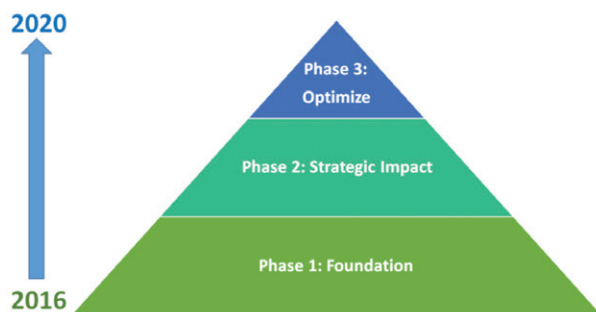 2020
Phase 3:
Optimize
Phase 2: Strategic Impact
Phase 1: Foundation
2016